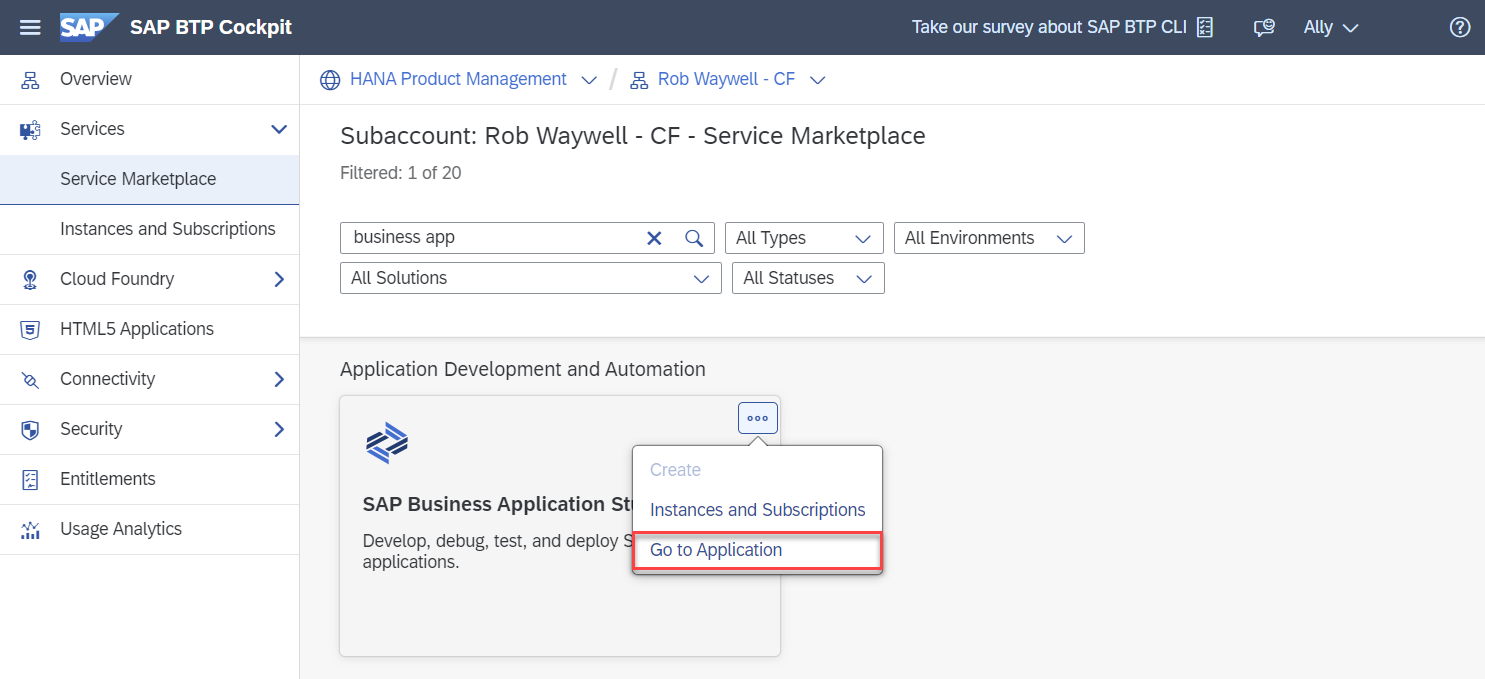 SAP SAP BTP Cockpit
Take our survey about SAP BTP CLI
Ally
Overview
Services
Service Marketplace
Instances and Subscriptions
Cloud Foundry
HTML5 Applications
Connectivity
Security
Entitlements
Usage Analytics
HANA Product Management / Rob Waywell - CF
Subaccount: Rob Waywell - CF - Service Marketplace
Filtered: 1 of 20
business app
All Types
All Environments
All Solutions
All Statuses
Application Development and Automation
SAP Business Application
Develop, debug, test, and deploy
applications.
Create
Instances and Subscriptions
Go to Application